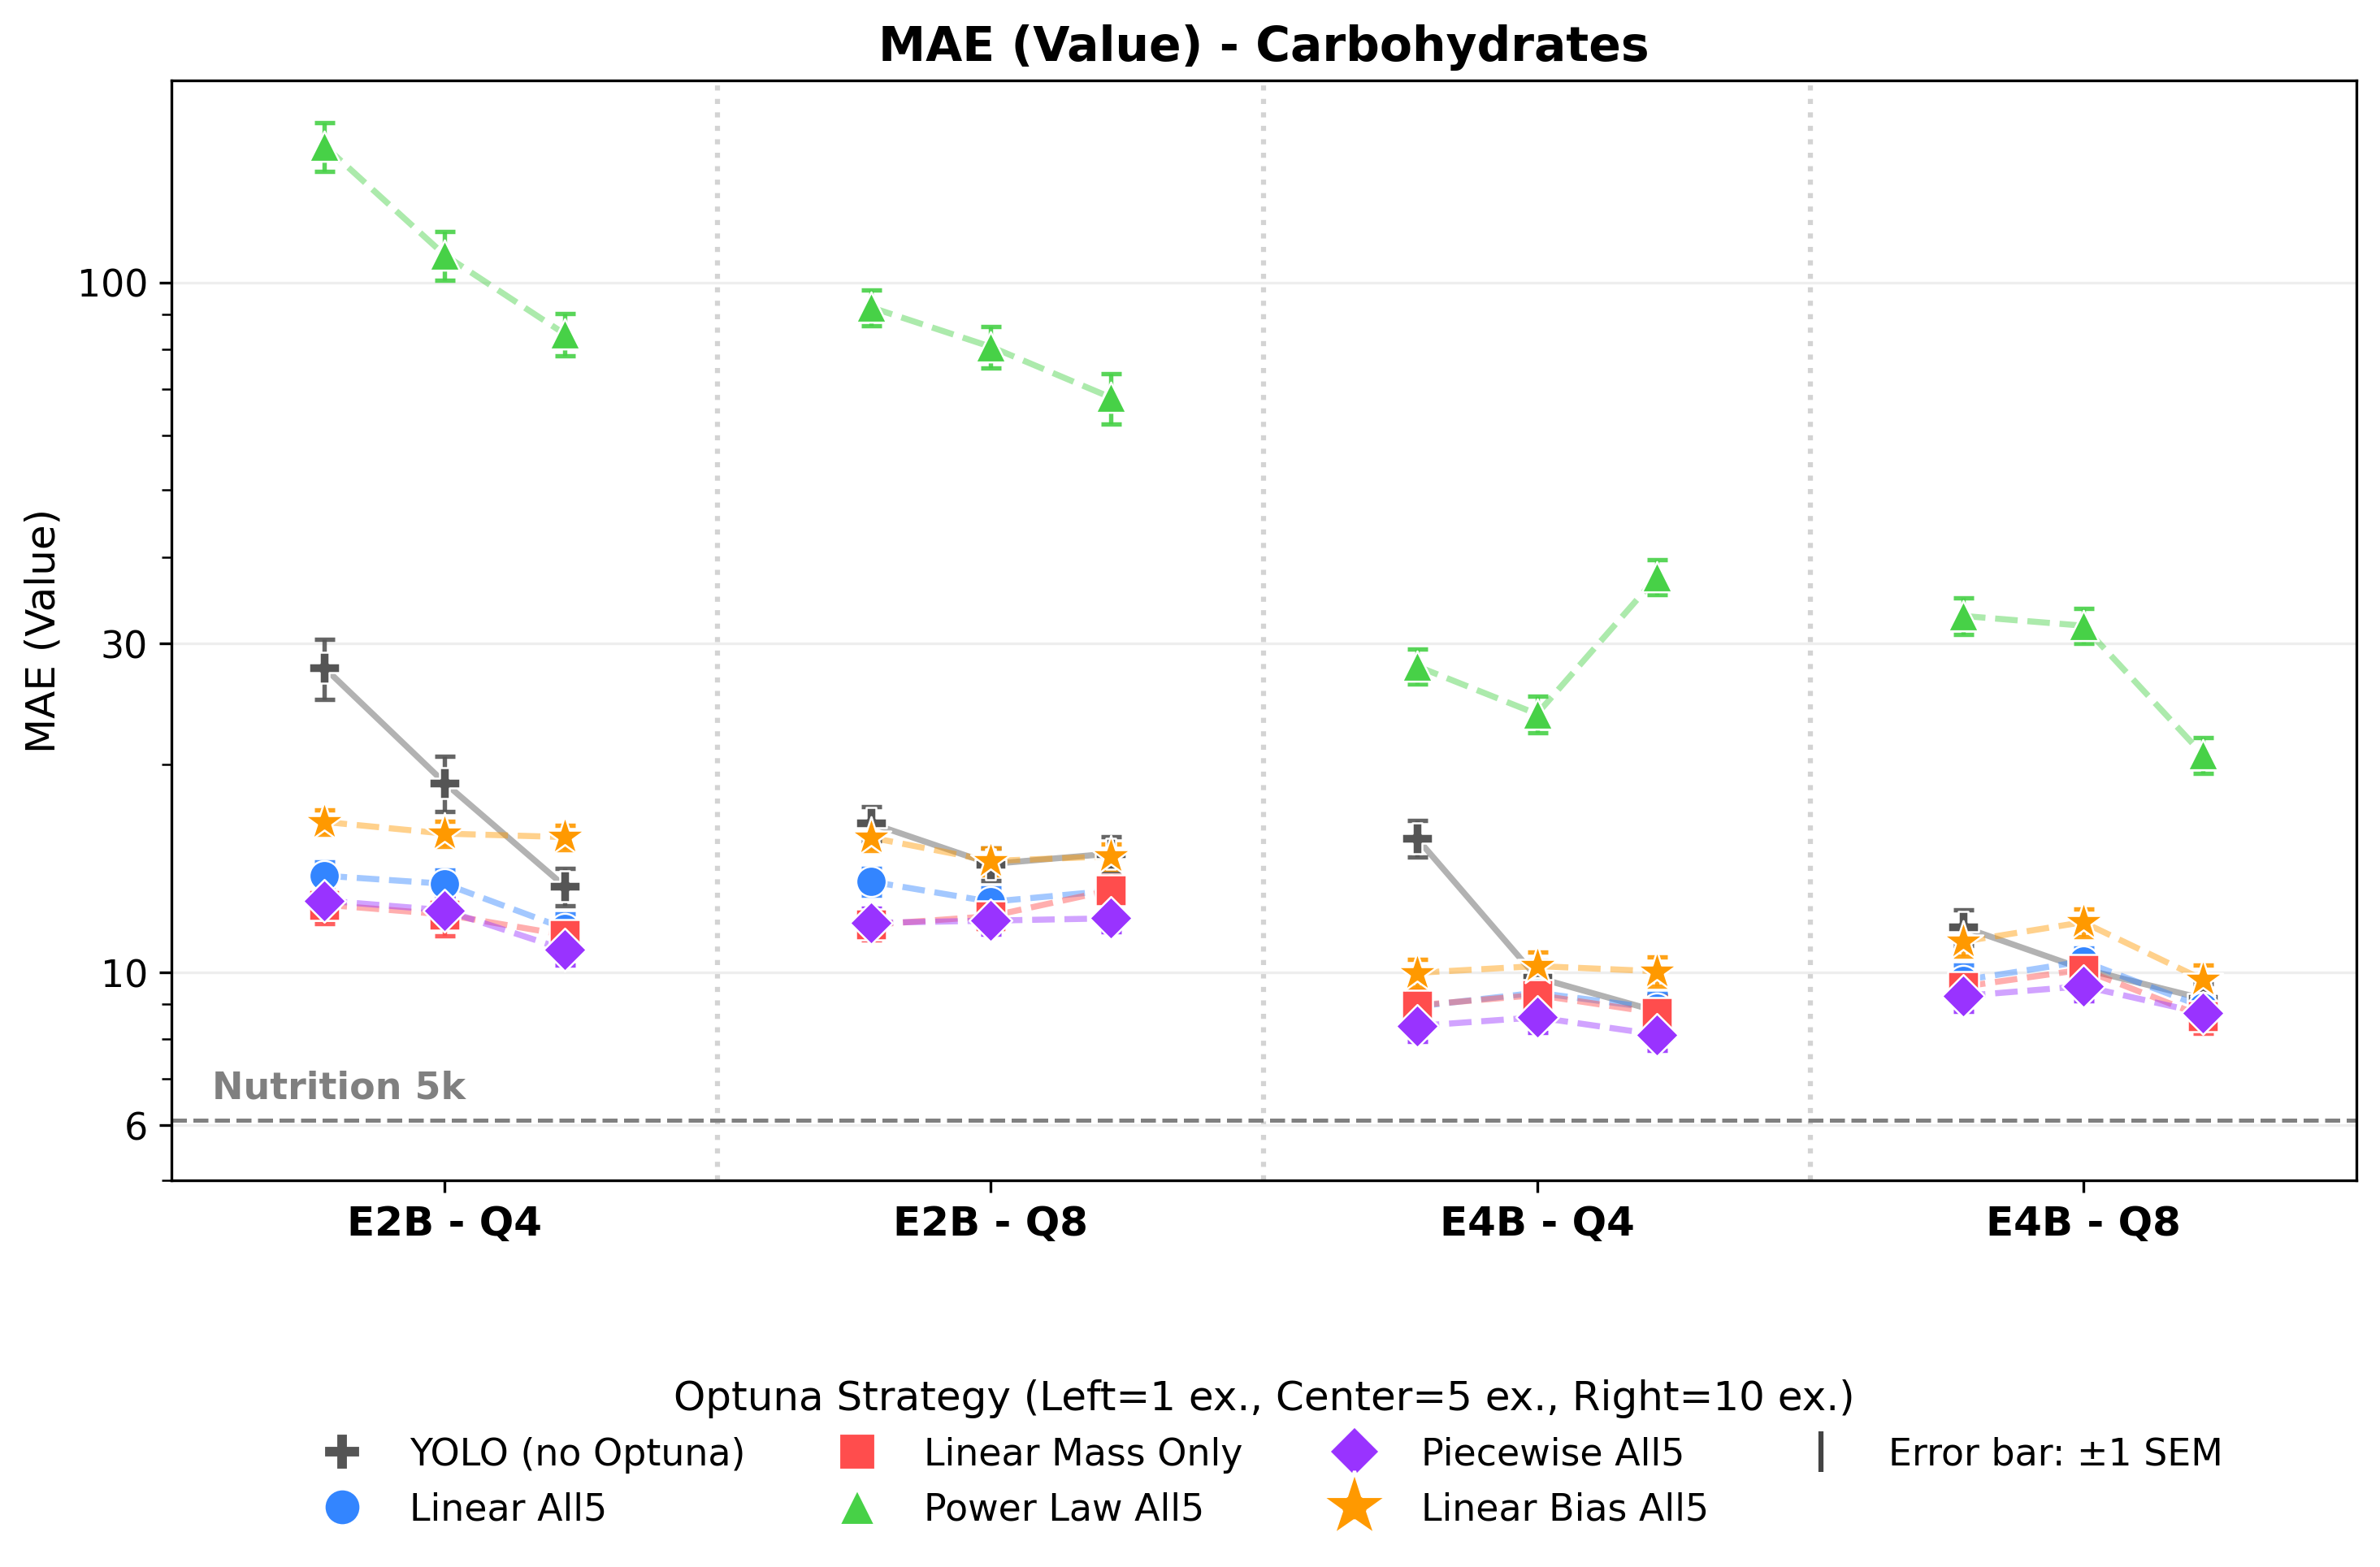 MAE (Value) - Carbohydrates
MAE (Value)
100
30
10
6
Nutrition 5k
E2B - Q4
E2B - Q8
E4B - Q4
E4B - Q8
Optuna Strategy (Left=1 ex., Center=5 ex., Right=10 ex.)
YOLO (no Optuna)
Linear Mass Only
Piecewise All5
Error bar: ±1 SEM
Linear All5
Power Law All5
Linear Bias All5